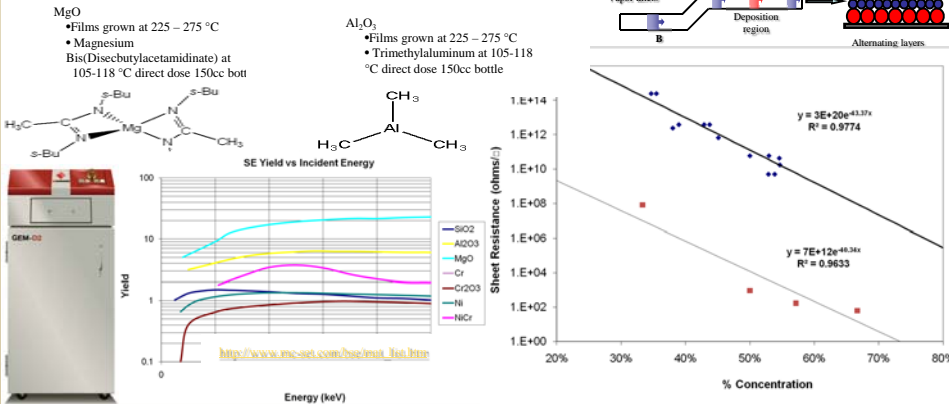 MgO
•Films grown at 225 – 275 °C
• Magnesium
Bis(Disecbutylacetamidinate) at
105-118 °C direct dose 150cc bott
Al₂O₃
•Films grown at 225 – 275 °C
• Trimethylaluminum at 105-118
°C direct dose 150cc bottle
B
Deposition
region
Alternating layers
s-Bu
s-Bu
N
N
H₃C
C
Mg
C
N
CH₃
s-Bu
N
CH₃
Al
H₃C
CH₃
GEM-O2
SE Yield vs Incident Energy
Yield
100
10
1
0.1
0
Energy (keV)
SiO2
Al2O3
MgO
Cr
Cr2O3
Ni
NiCr
http://www.mc-set.com/bse/mat_list.htm
Sheet Resistance (ohms/□)
1.E+14
1.E+12
1.E+10
1.E+08
1.E+06
1.E+04
1.E+02
1.E+00
y = 3E+20e^-43.37x
R² = 0.9774
y = 7E+12e^-40.34x
R² = 0.9633
20%
30%
40%
50%
60%
70%
80%
% Concentration